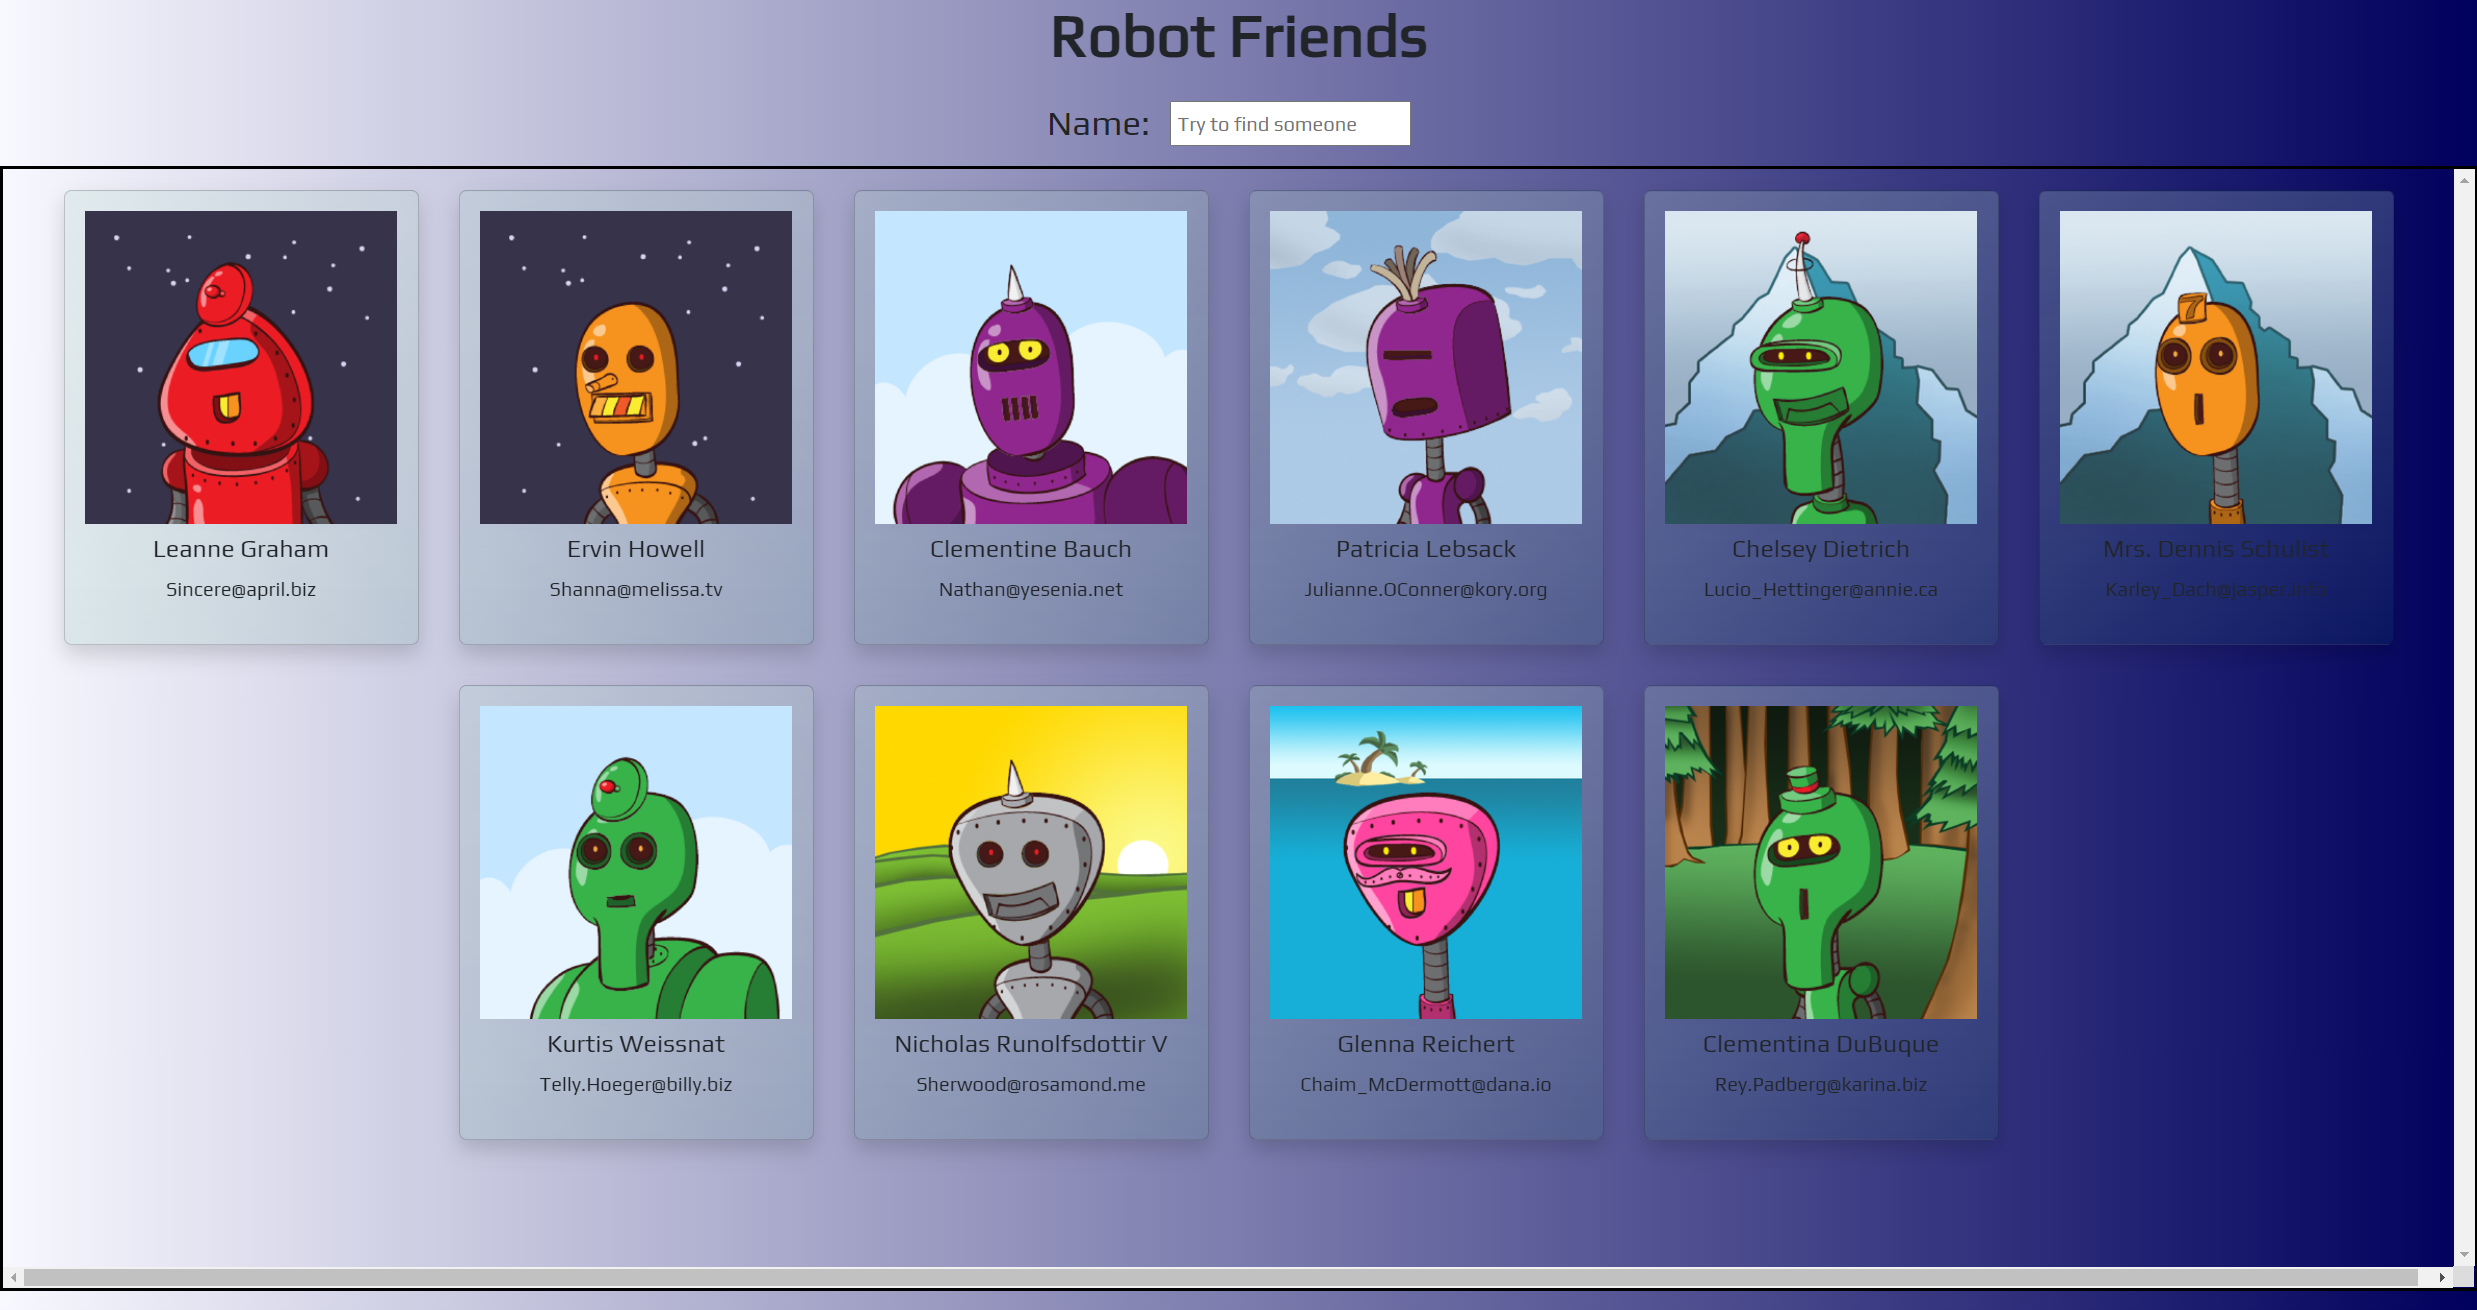 Robot Friends
Name: Try to find someone
Leanne Graham
Sincere@april.biz
Ervin Howell
Shanna@melissa.tv
Clementine Bauch
Nathan@yesenia.net
Patricia Lebsack
Julianne.OConner@kory.org
Chelsey Dietrich
Lucio_Hettinger@annie.ca
7
Mrs. Dennis Schulist
Karley_Dach@jasper.info
Kurtis Weissnat
Telly.Hoeger@billy.biz
Nicholas Runolfsdottir V
Sherwood@rosamond.me
Glenna Reichert
Chaim_McDermott@dana.io
Clementina DuBuque
Rey.Padberg@karina.biz